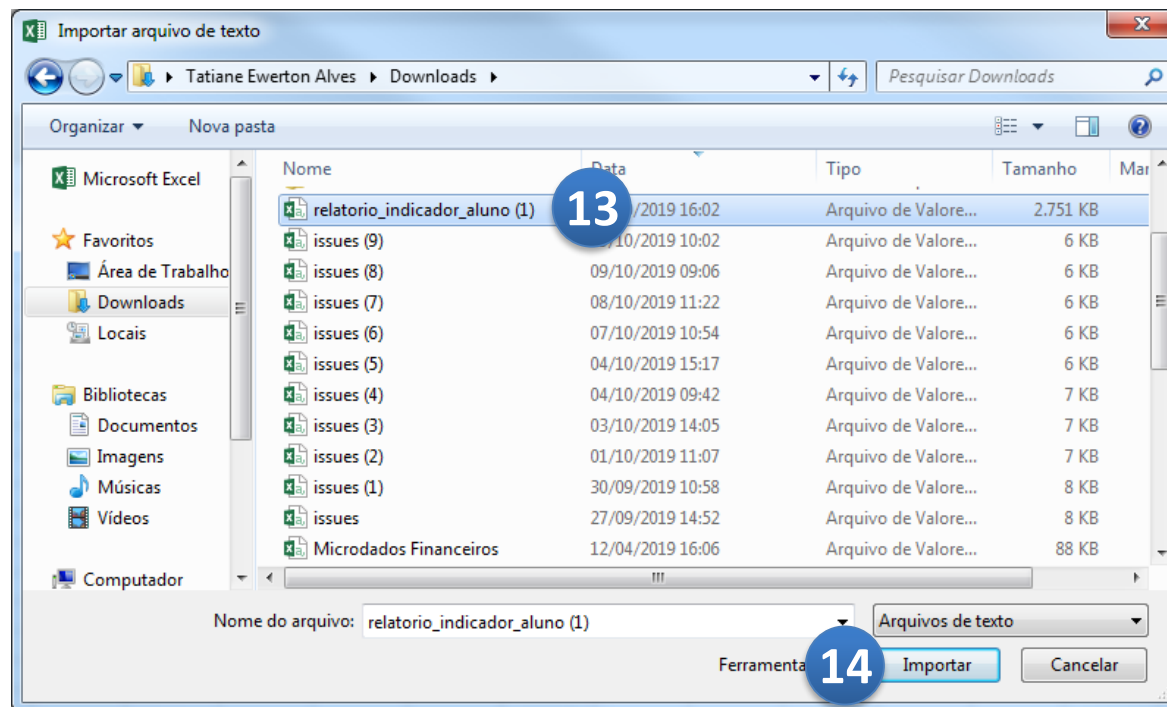 Importar arquivo de texto
Tatiane Ewerton Alves Downloads
Pesquisar Downloads
Organizar Nova pasta
Microsoft Excel
Favoritos
Área de Trabalho
Downloads
Locais
Bibliotecas
Documentos
Imagens
Músicas
Vídeos
Computador
Nome Data Tipo Tamanho Mar
relatorio_indicador_aluno (1) 13 /2019 16:02 Arquivo de Valore... 2.751 KB
issues (9) /10/2019 10:02 Arquivo de Valore... 6 KB
issues (8) 09/10/2019 09:06 Arquivo de Valore... 6 KB
issues (7) 08/10/2019 11:22 Arquivo de Valore... 6 KB
issues (6) 07/10/2019 10:54 Arquivo de Valore... 6 KB
issues (5) 04/10/2019 15:17 Arquivo de Valore... 6 KB
issues (4) 04/10/2019 09:42 Arquivo de Valore... 7 KB
issues (3) 03/10/2019 14:05 Arquivo de Valore... 7 KB
issues (2) 01/10/2019 11:07 Arquivo de Valore... 7 KB
issues (1) 30/09/2019 10:58 Arquivo de Valore... 8 KB
issues 27/09/2019 14:52 Arquivo de Valore... 8 KB
Microdados Financeiros 12/04/2019 16:06 Arquivo de Valore... 88 KB
Nome do arquivo: relatorio_indicador_aluno (1) Arquivos de texto
Ferramenta 14 Importar Cancelar